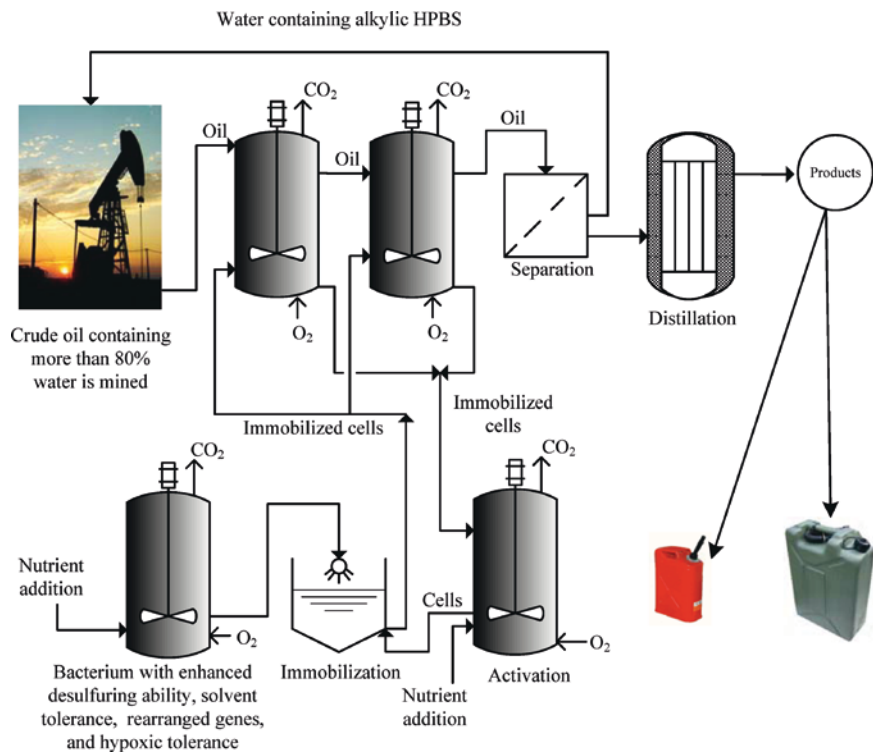 Water containing alkylic HPBS
CO2
CO2
Oil
Oil
Oil
Products
Separation
Distillation
O2
O2
Crude oil containing
more than 80%
water is mined
Immobilized cells
Immobilized
cells
CO2
CO2
Nutrient
addition
Cells
O2
O2
Immobilization
Nutrient
addition
Activation
Bacterium with enhanced
desulfuring ability, solvent
tolerance, rearranged genes,
and hypoxic tolerance